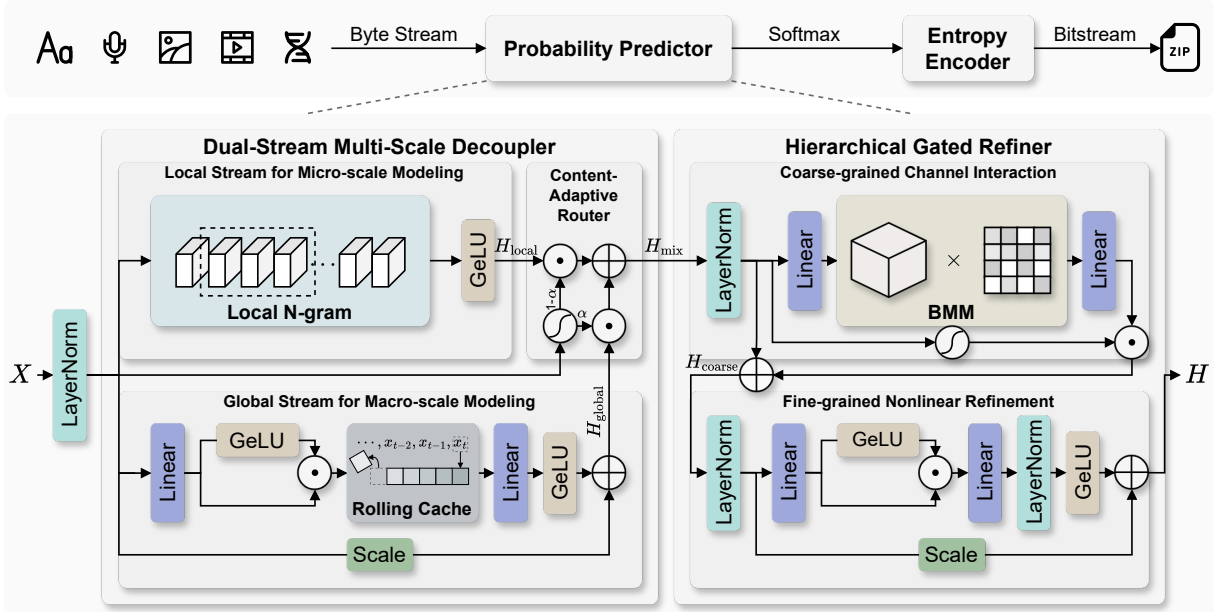 Aa
Byte Stream
Probability Predictor
Softmax
Entropy
Encoder
Bitstream
ZIP
Dual-Stream Multi-Scale Decoupler
Local Stream for Micro-scale Modeling
Local N-gram
GeLU
H_local
Content-
Adaptive
Router
1-α
α
H_mix
X
LayerNorm
Global Stream for Macro-scale Modeling
Linear
GeLU
⋯, x_{t-2}, x_{t-1}, x_t
Rolling Cache
Linear
GeLU
H_global
Scale
Hierarchical Gated Refiner
Coarse-grained Channel Interaction
LayerNorm
Linear
×
BMM
Linear
H_coarse
H
Fine-grained Nonlinear Refinement
LayerNorm
Linear
GeLU
Linear
LayerNorm
GeLU
Scale